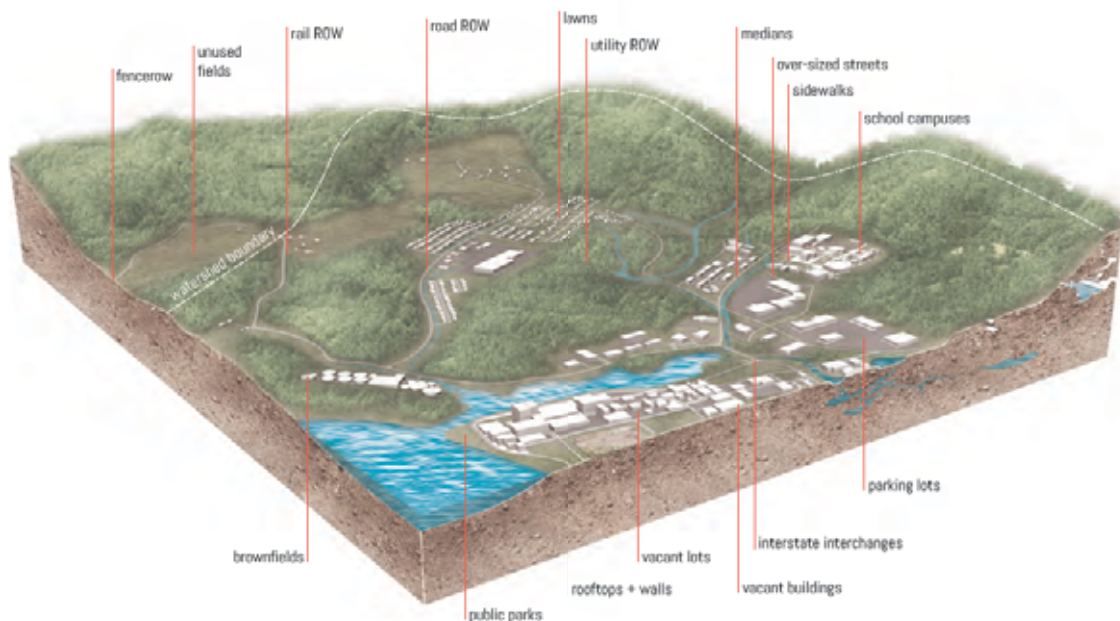 lawns
rail ROW
road ROW
medians
unused
fields
utility ROW
over-sized streets
fencerow
sidewalks
school campuses
watershed boundary
parking lots
brownfields
vacant lots
interstate interchanges
rooftops + walls
vacant buildings
public parks